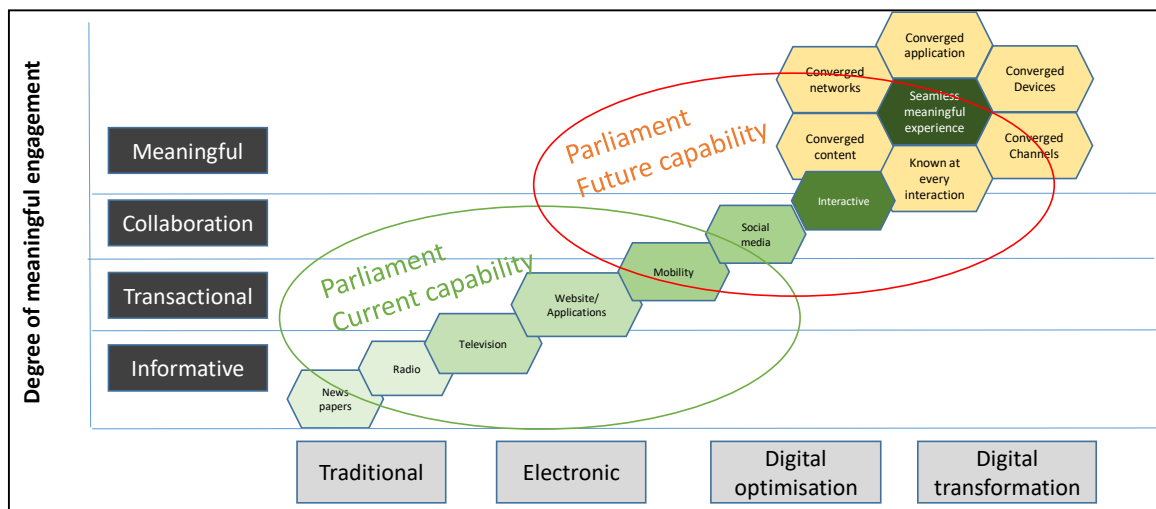 Degree of meaningful engagement
Meaningful
Collaboration
Transactional
Informative
Parliament
Future capability
Parliament
Current capability
Converged
application
Converged
networks
Converged
Devices
Seamless
meaningful
experience
Converged
content
Converged
Channels
Known at
every
interaction
Interactive
Social
media
Mobility
Website/
Applications
Television
Radio
News
papers
Traditional
Electronic
Digital
optimisation
Digital
transformation